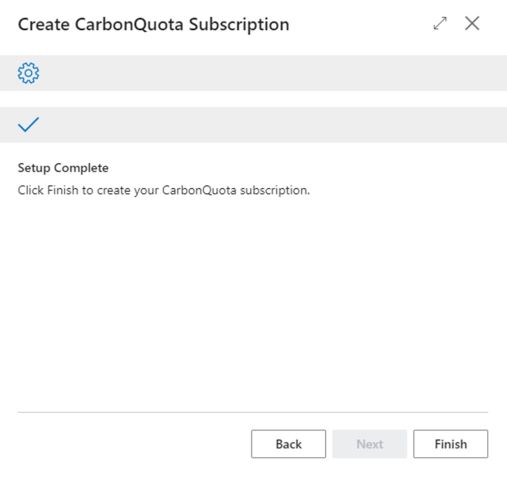 Create CarbonQuota Subscription
Setup Complete
Click Finish to create your CarbonQuota subscription.
Back
Next
Finish